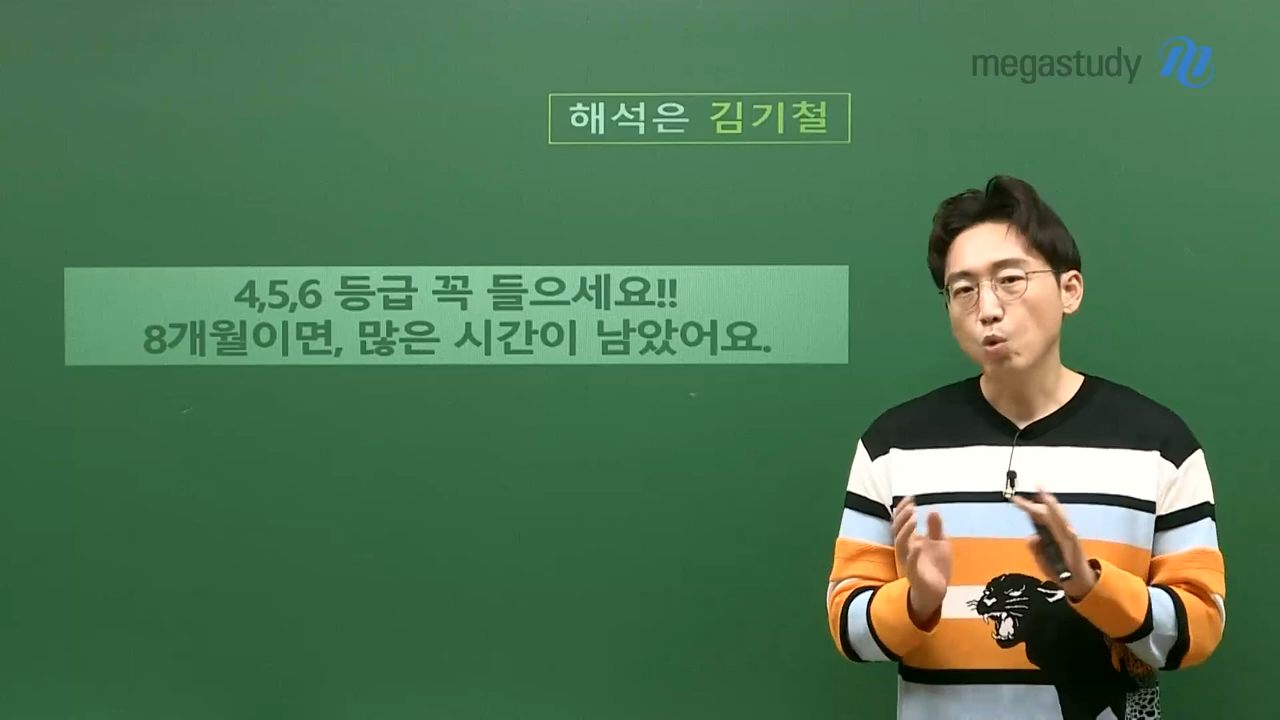 megastudy
해석은 김기철
4,5,6 등급 꼭 들으세요!!
8개월이면, 많은 시간이 남았어요.